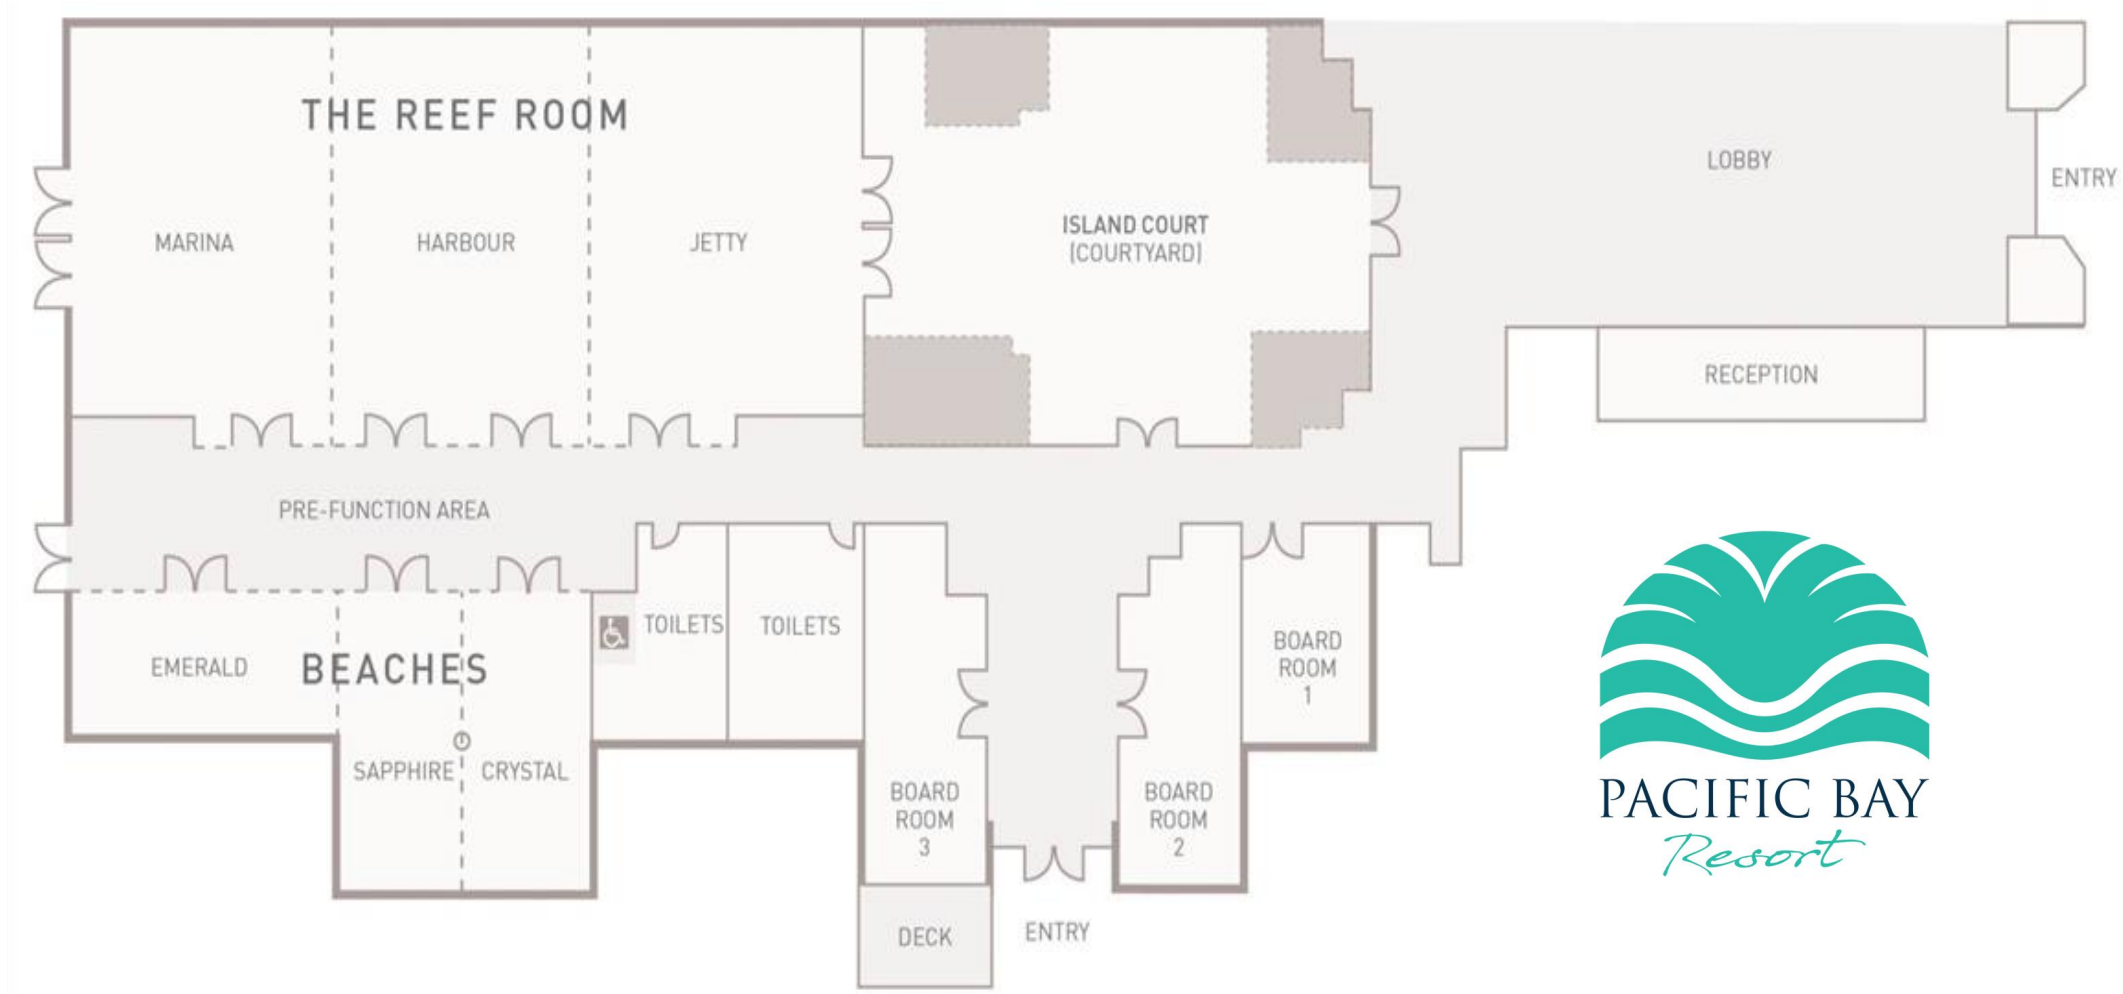 THE REEF ROOM
MARINA
HARBOUR
JETTY
ISLAND COURT
(COURTYARD)
LOBBY
ENTRY
RECEPTION
PRE-FUNCTION AREA
EMERALD
BEACHES
SAPPHIRE
CRYSTAL
TOILETS
TOILETS
BOARD
ROOM
3
BOARD
ROOM
2
BOARD
ROOM
1
DECK
ENTRY
PACIFIC BAY
Resort